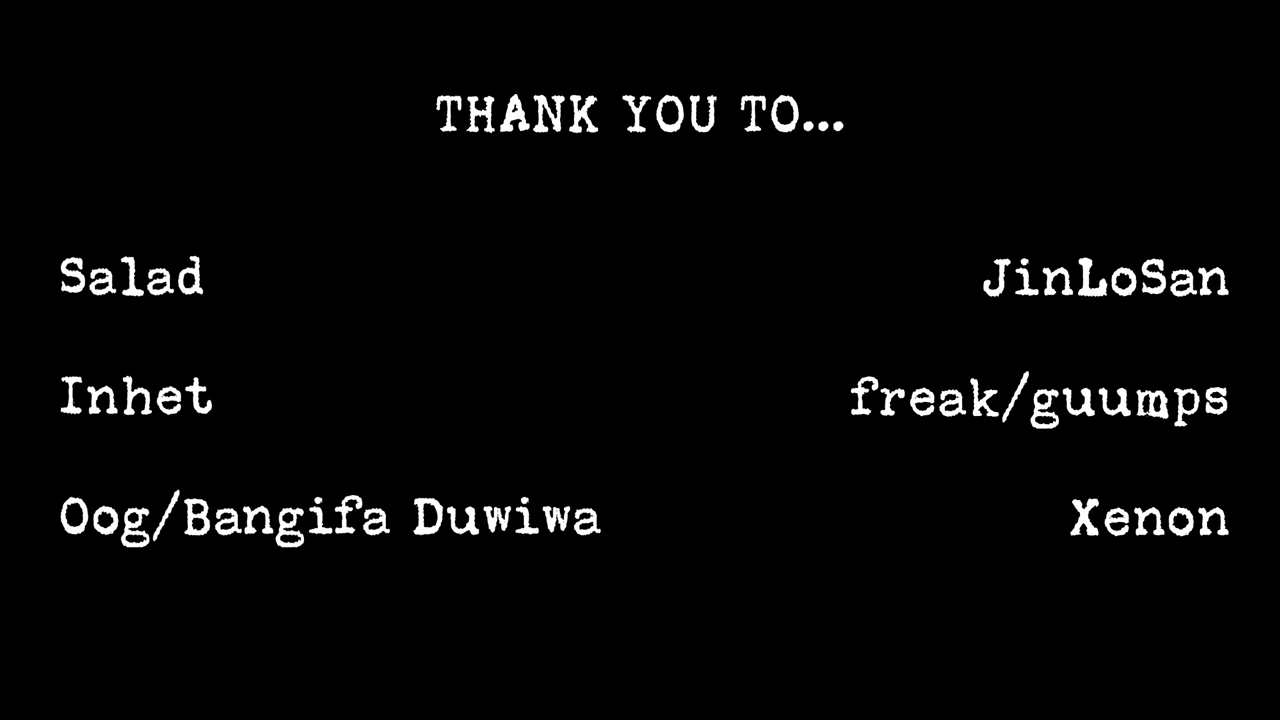 THANK YOU TO...
Salad
JinLoSan
Inhet
freak/guumps
Oog/Bangifa Duwiwa
Xenon